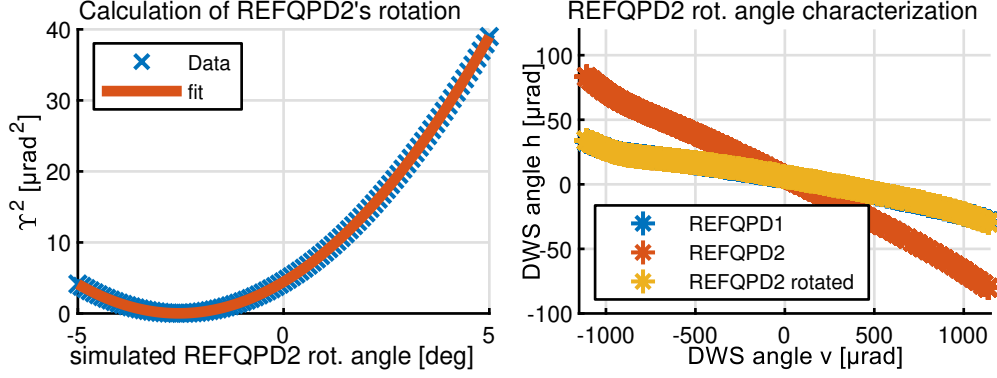 Calculation of REFQPD2's rotation
ϒ² [μrad²]
40
30
20
10
0
Data
fit
-5
0
5
simulated REFQPD2 rot. angle [deg]
REFQPD2 rot. angle characterization
DWS angle h [μrad]
100
50
0
-50
-100
REFQPD1
REFQPD2
REFQPD2 rotated
-1000
-500
0
500
1000
DWS angle v [μrad]